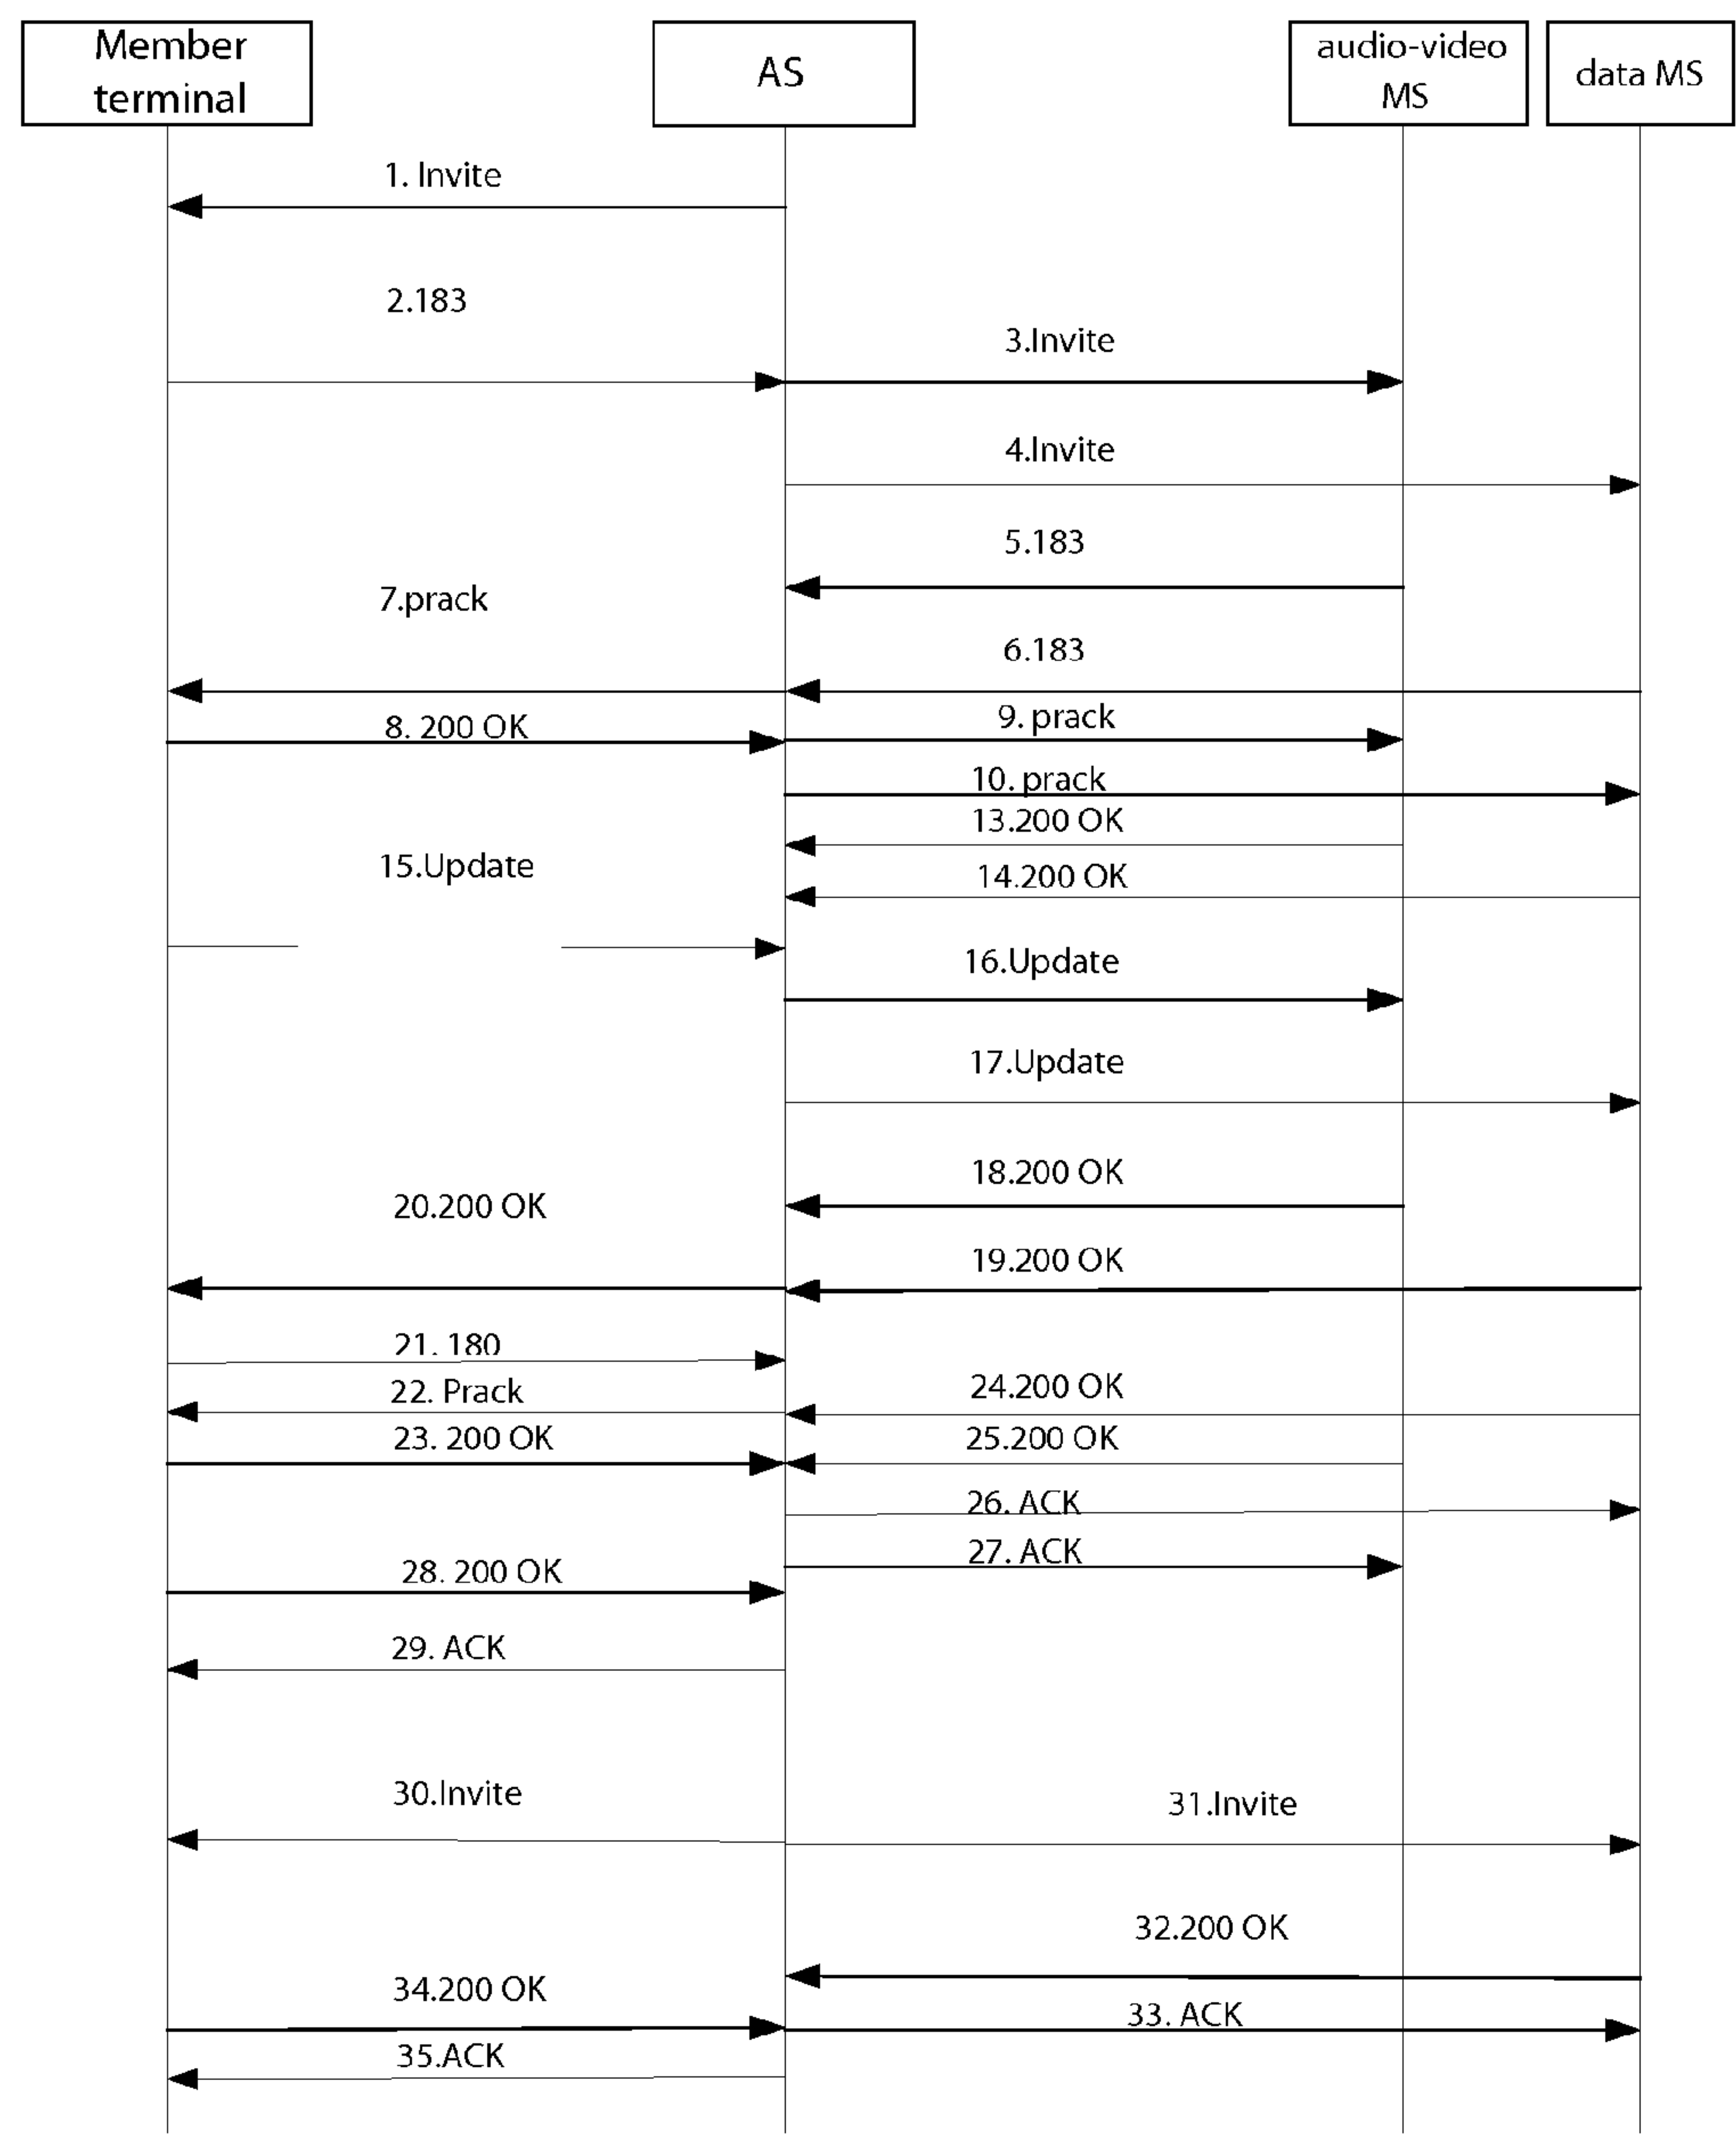 Member
terminal
AS
audio-video
MS
data MS
1. Invite
2.183
3.Invite
4.Invite
5.183
7.prack
6.183
8. 200 OK
9. prack
10. prack
13.200 OK
15.Update
14.200 OK
16.Update
17.Update
18.200 OK
20.200 OK
19.200 OK
21. 180
22. Prack
24.200 OK
23. 200 OK
25.200 OK
26. ACK
27. ACK
28. 200 OK
29. ACK
30.Invite
31.Invite
32.200 OK
34.200 OK
33. ACK
35.ACK